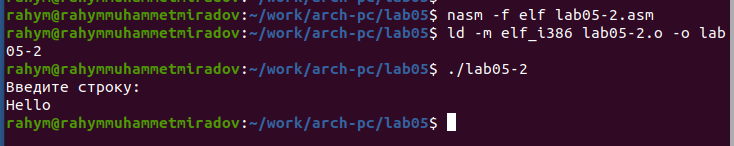 rahym@rahymmuhammetmiradov:~/work/arch-pc/lab05$ nasm -f elf lab05-2.asm
rahym@rahymmuhammetmiradov:~/work/arch-pc/lab05$ ld -m elf_i386 lab05-2.o -o lab
05-2
rahym@rahymmuhammetmiradov:~/work/arch-pc/lab05$ ./lab05-2
Введите строку:
Hello
rahym@rahymmuhammetmiradov:~/work/arch-pc/lab05$